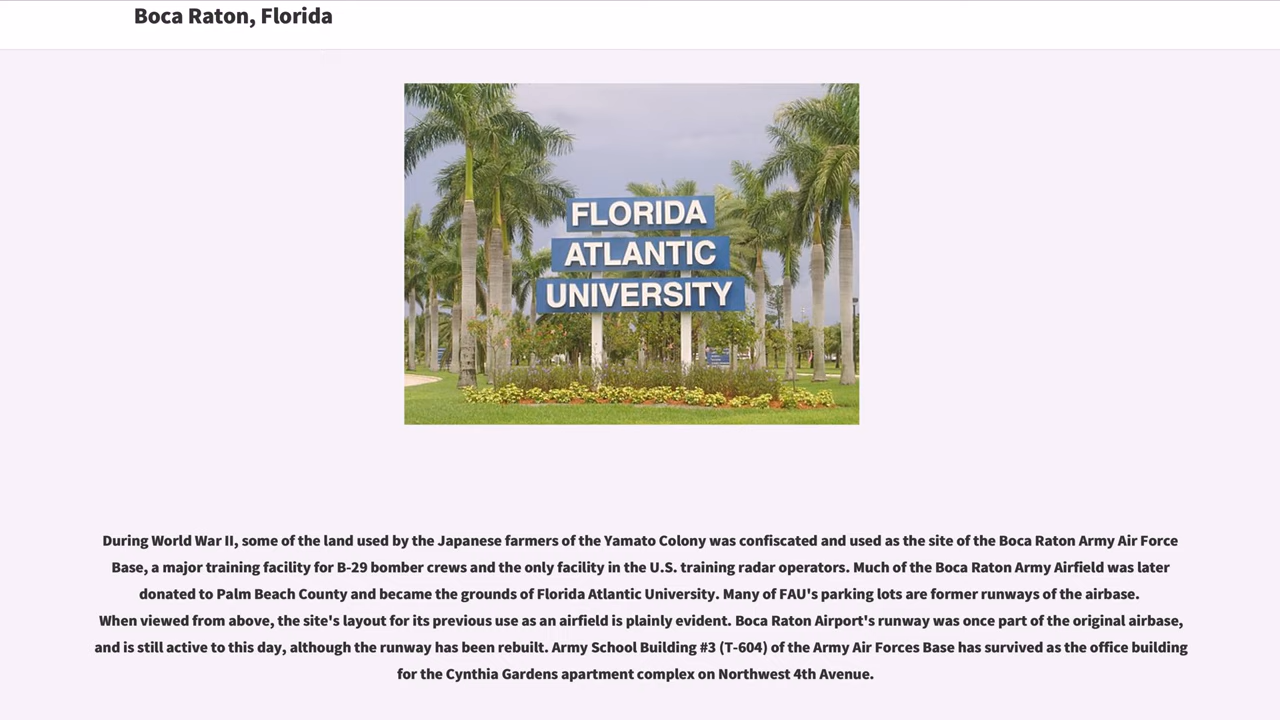 Boca Raton, Florida
FLORIDA
ATLANTIC
UNIVERSITY
During World War II, some of the land used by the Japanese farmers of the Yamato Colony was confiscated and used as the site of the Boca Raton Army Air Force
Base, a major training facility for B-29 bomber crews and the only facility in the U.S. training radar operators. Much of the Boca Raton Army Airfield was later
donated to Palm Beach County and became the grounds of Florida Atlantic University. Many of FAU's parking lots are former runways of the airbase.
When viewed from above, the site's layout for its previous use as an airfield is plainly evident. Boca Raton Airport's runway was once part of the original airbase,
and is still active to this day, although the runway has been rebuilt. Army School Building #3 (T-604) of the Army Air Forces Base has survived as the office building
for the Cynthia Gardens apartment complex on Northwest 4th Avenue.